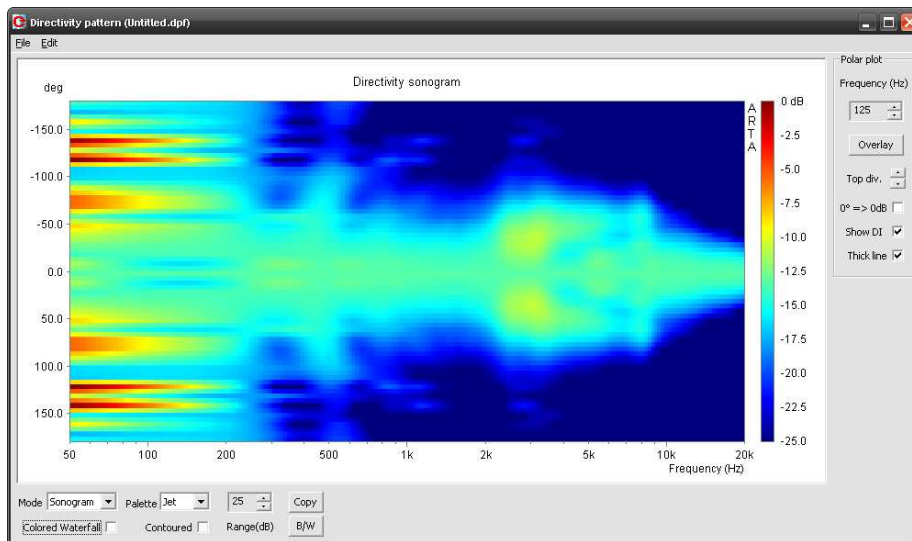 Directivity pattern (Untitled.dpf)
File Edit
Directivity sonogram
deg
-150.0
-100.0
-50.0
0.0
50.0
100.0
150.0
50 100 200 500 1k 2k 5k 10k 20k
Frequency (Hz)
0 dB
-2.5
-5.0
-7.5
-10.0
-12.5
-15.0
-17.5
-20.0
-22.5
-25.0
A
R
T
A
Polar plot
Frequency (Hz)
125
Overlay
Top div.
0° => 0dB
Show DI
Thick line
Mode Sonogram Palette Jet 25 Copy
Colored Waterfall Contoured Range(dB) B/W